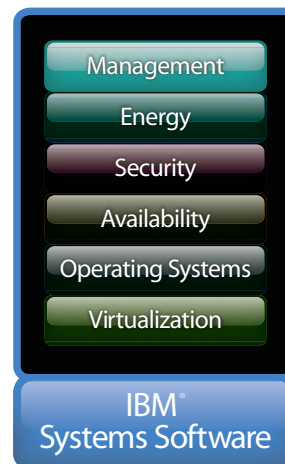 Management
Energy
Security
Availability
Operating Systems
Virtualization
IBM®
Systems Software